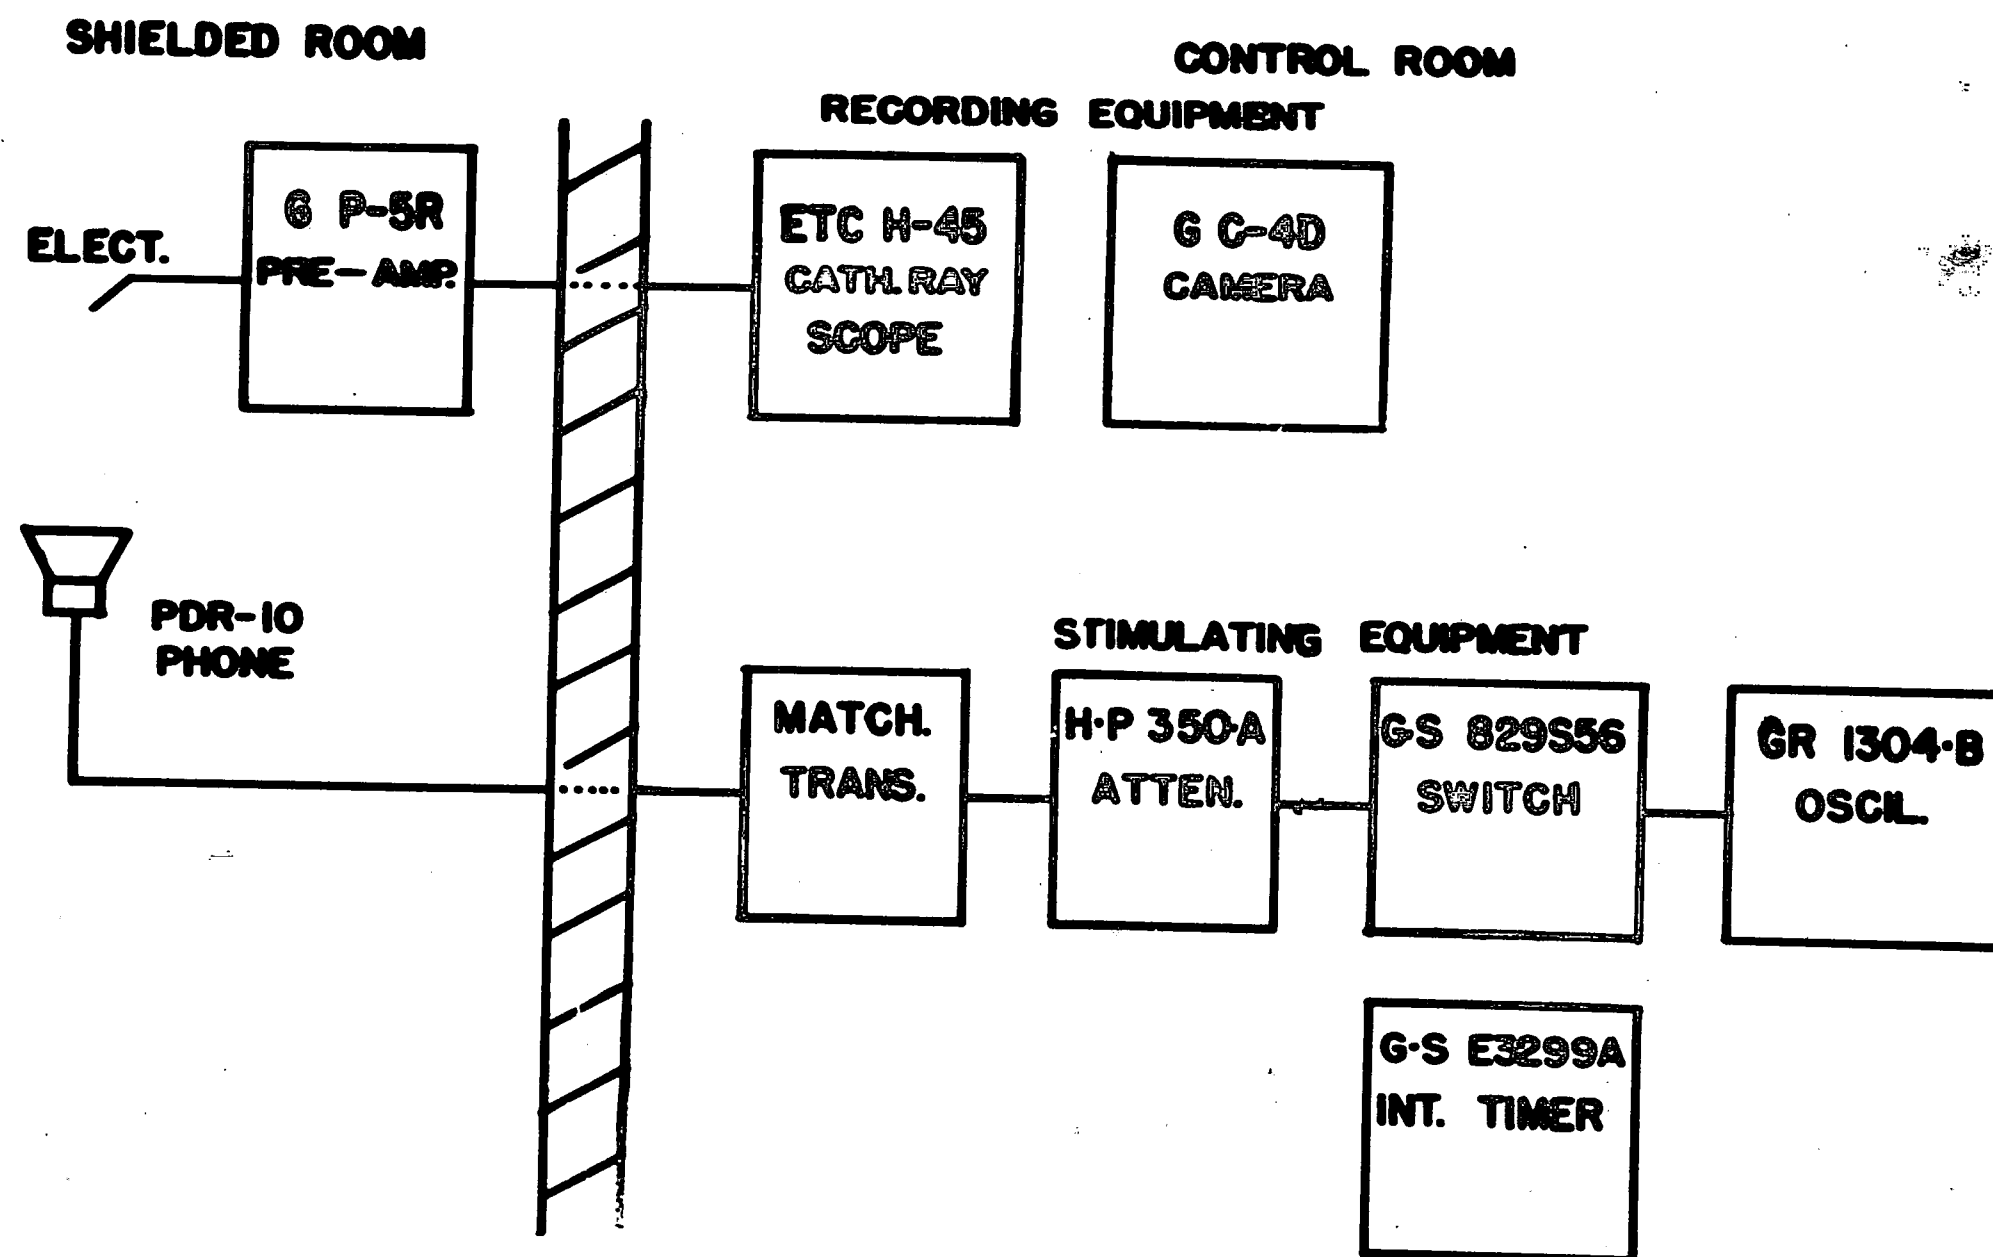 SHIELDED ROOM
CONTROL ROOM
RECORDING EQUIPMENT
ELECT.
G P-5R
PRE-AMP.
ETC H-45
CATH. RAY
SCOPE
G C-4D
CAMERA
PDR-10
PHONE
STIMULATING EQUIPMENT
MATCH.
TRANS.
H·P 350·A
ATTEN.
G·S 829S56
SWITCH
GR 1304·B
OSCIL.
G·S E3299A
INT. TIMER